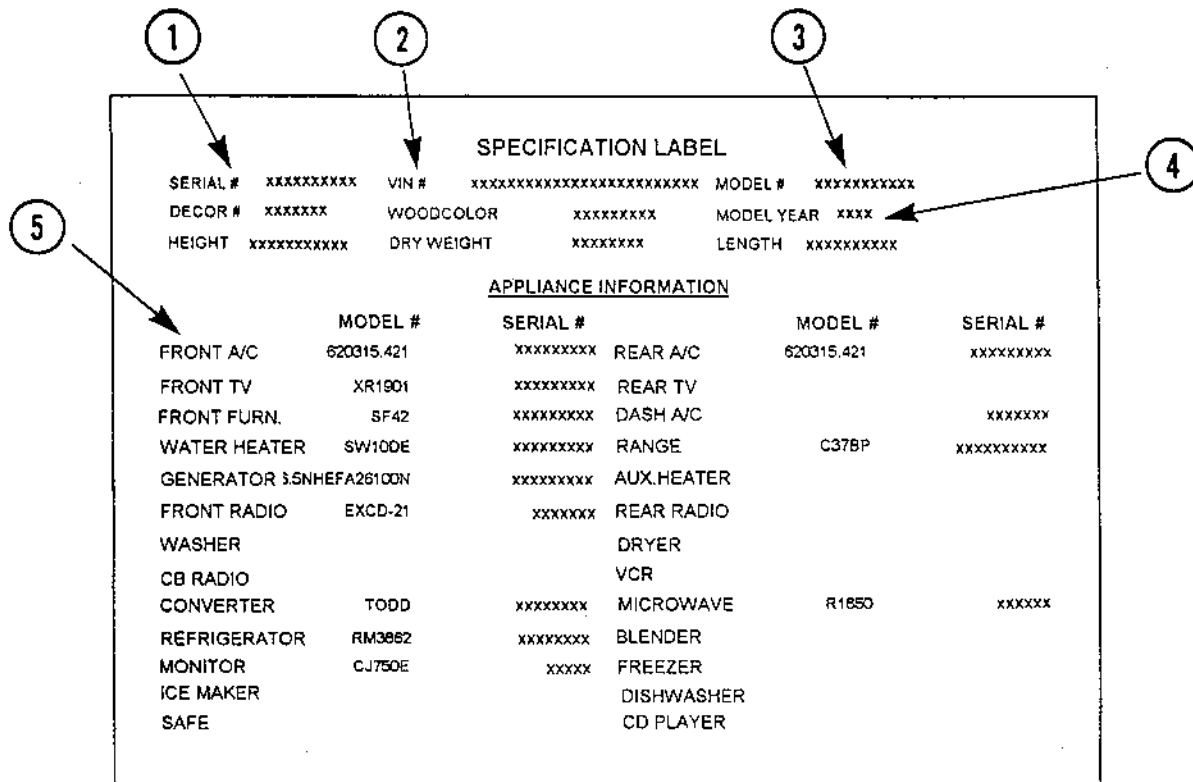 1 2 3
SPECIFICATION LABEL
4
SERIAL # xxxxxxxxxx VIN # xxxxxxxxxxxxxxxxxxxxxxxxx MODEL # xxxxxxxxxxx
DECOR # xxxxxxx WOODCOLOR xxxxxxxxx MODEL YEAR xxxx
5
HEIGHT xxxxxxxxxxx DRY WEIGHT xxxxxxxx LENGTH xxxxxxxxxx
APPLIANCE INFORMATION
MODEL # SERIAL # MODEL # SERIAL #
FRONT A/C 620315.421 xxxxxxxxx REAR A/C 620315.421 xxxxxxxxx
FRONT TV XR1901 xxxxxxxxx REAR TV
FRONT FURN. SF42 xxxxxxxxx DASH A/C xxxxxxx
WATER HEATER SW10DE xxxxxxxxx RANGE C37BP xxxxxxxxxx
GENERATOR xxxxxxxxx AUX.HEATER
FRONT RADIO EXCD-21 xxxxxxx REAR RADIO
WASHER DRYER
CB RADIO VCR
CONVERTER TODD xxxxxxxx MICROWAVE R1650 xxxxxx
REFRIGERATOR RM3862 xxxxxxxx BLENDER
MONITOR CJ750E xxxxx FREEZER
ICE MAKER DISHWASHER
SAFE CD PLAYER